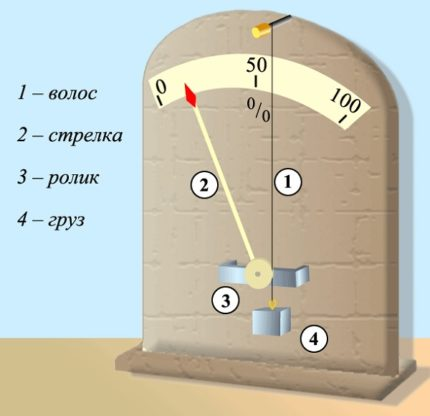 1 – волос
2 – стрелка
3 – ролик
4 – груз
0 50 100
%
1
2
3
4